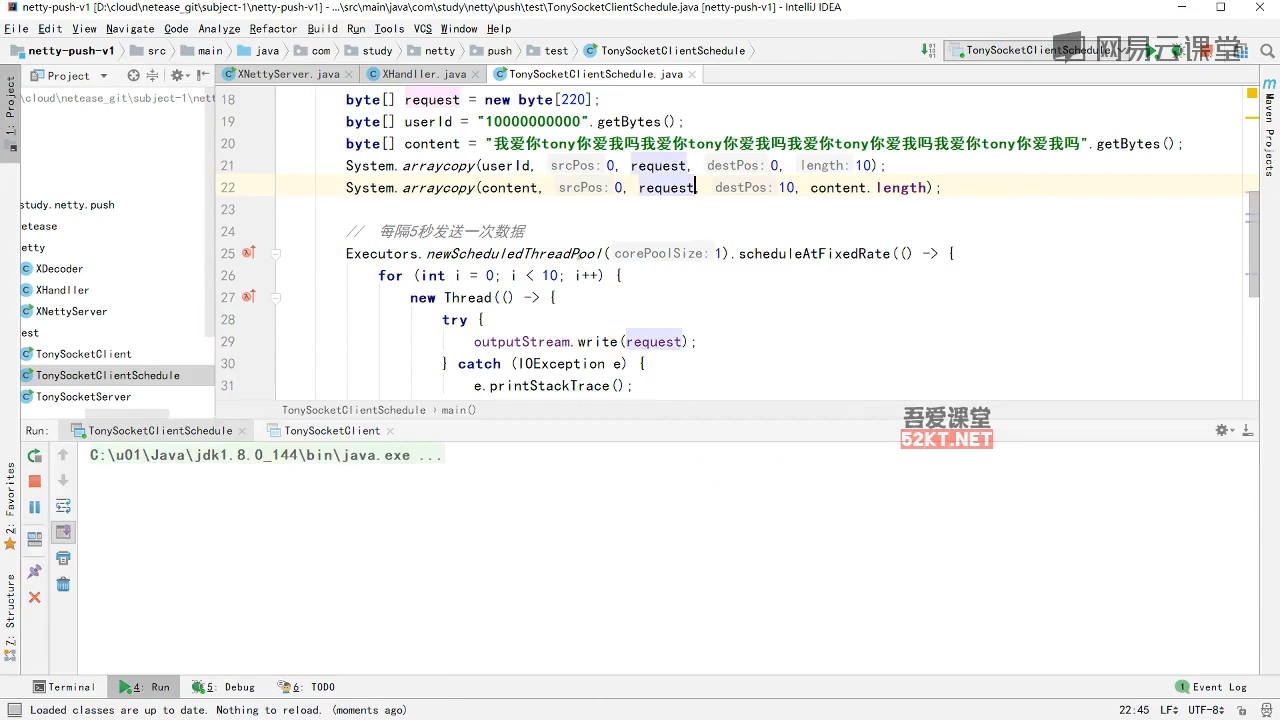 netty-push-v1 [D:\cloud\netease_git\subject-1\netty-push-v1] - ...\src\main\java\com\study\netty\push\test\TonySocketClientSchedule.java [netty-push-v1] - IntelliJ IDEA
File Edit View Navigate Code Analyze Refactor Build Run Tools VCS Window Help
netty-push-v1 src main java com study netty push test TonySocketClientSchedule
TonySocketClientSchedule
网易云课堂
Project
XNettyServer.java XHandller.java TonySocketClientSchedule.java
\cloud\netease_git\subject-1\nett
18 byte[] request = new byte[220];
19 byte[] userId = "10000000000".getBytes();
20 byte[] content = "我爱你tony你爱我吗我爱你tony你爱我吗我爱你tony你爱我吗我爱你tony你爱我吗".getBytes();
21 System.arraycopy(userId, srcPos: 0, request, destPos: 0, length: 10);
22 System.arraycopy(content, srcPos: 0, request, destPos: 10, content.length);
23
24 // 每隔5秒发送一次数据
25 Executors.newScheduledThreadPool( corePoolSize: 1).scheduleAtFixedRate(() -> {
26 for (int i = 0; i < 10; i++) {
27 new Thread(() -> {
28 try {
29 outputStream.write(request);
30 } catch (IOException e) {
31 e.printStackTrace();
study.netty.push
etease
etty
XDecoder
XHandller
XNettyServer
est
TonySocketClient
TonySocketClientSchedule
TonySocketServer
TonySocketClientSchedule › main()
1: Project
Maven Projects
Run: TonySocketClientSchedule TonySocketClient
吾爱课堂
52KT.NET
C:\u01\Java\jdk1.8.0_144\bin\java.exe ...
2: Favorites
7: Structure
Terminal 4: Run 5: Debug 6: TODO 1 Event Log
Loaded classes are up to date. Nothing to reload. (moments ago) 22:45 LF÷ UTF-8÷